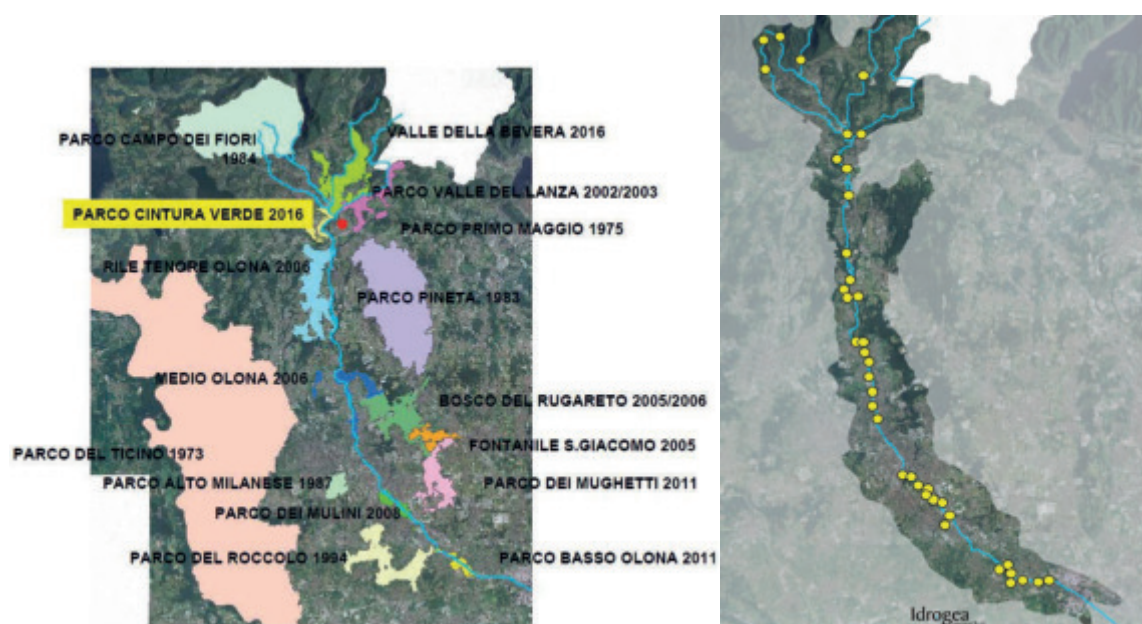 PARCO CAMPO DEI FIORI
1984
VALLE DELLA BEVERA 2016
PARCO VALLE DEL LANZA 2002/2003
PARCO CINTURA VERDE 2016
PARCO PRIMO MAGGIO 1975
RILE TENORE OLONA 2006
PARCO PINETA 1983
MEDIO OLONA 2006
BOSCO DEL RUGARETO 2005/2006
FONTANILE S.GIACOMO 2005
PARCO DEL TICINO 1973
PARCO ALTO MILANESE 1987
PARCO DEI MUGHETTI 2011
PARCO DEI MULINI 2008
PARCO DEL ROCCOLO 1994
PARCO BASSO OLONA 2011
Idrogea